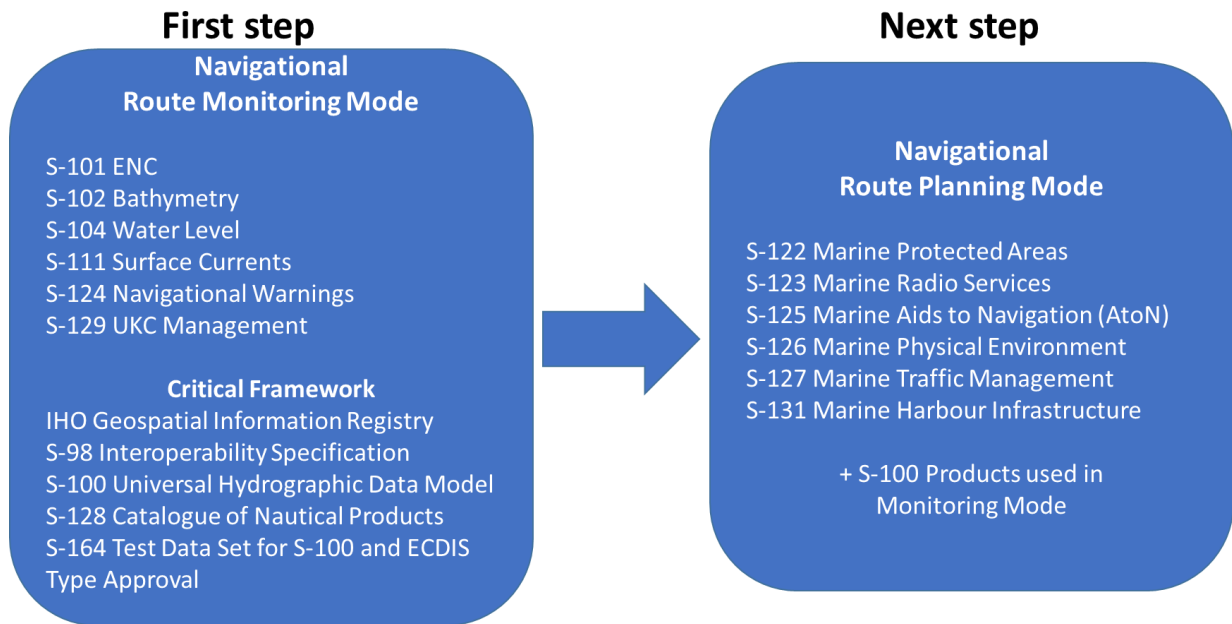 First step
Navigational
Route Monitoring Mode
S-101 ENC
S-102 Bathymetry
S-104 Water Level
S-111 Surface Currents
S-124 Navigational Warnings
S-129 UKC Management
Critical Framework
IHO Geospatial Information Registry
S-98 Interoperability Specification
S-100 Universal Hydrographic Data Model
S-128 Catalogue of Nautical Products
S-164 Test Data Set for S-100 and ECDIS
Type Approval
Next step
Navigational
Route Planning Mode
S-122 Marine Protected Areas
S-123 Marine Radio Services
S-125 Marine Aids to Navigation (AtoN)
S-126 Marine Physical Environment
S-127 Marine Traffic Management
S-131 Marine Harbour Infrastructure
+ S-100 Products used in
Monitoring Mode